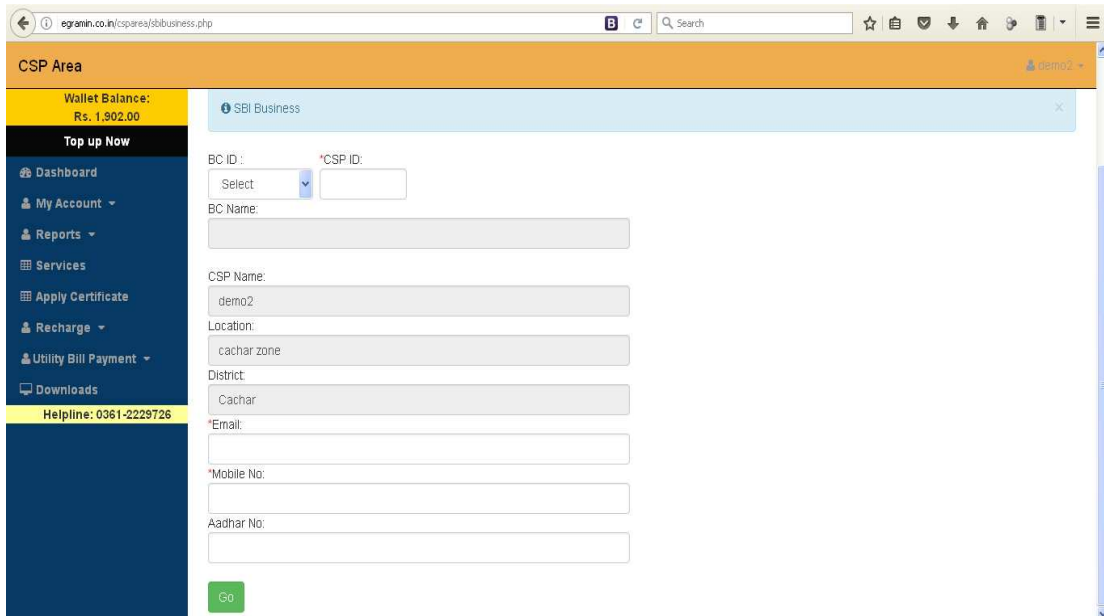 egramin.co.in/csparea/sbibusiness.php
B
Search
CSP Area
demo2
Wallet Balance:
Rs. 1,902.00
Top up Now
Dashboard
My Account
Reports
Services
Apply Certificate
Recharge
Utility Bill Payment
Downloads
Helpline: 0361-2229726
SBI Business
BC ID : *CSP ID:
Select
BC Name:
CSP Name:
demo2
Location:
cachar zone
District:
Cachar
*Email:
*Mobile No:
Aadhar No:
Go